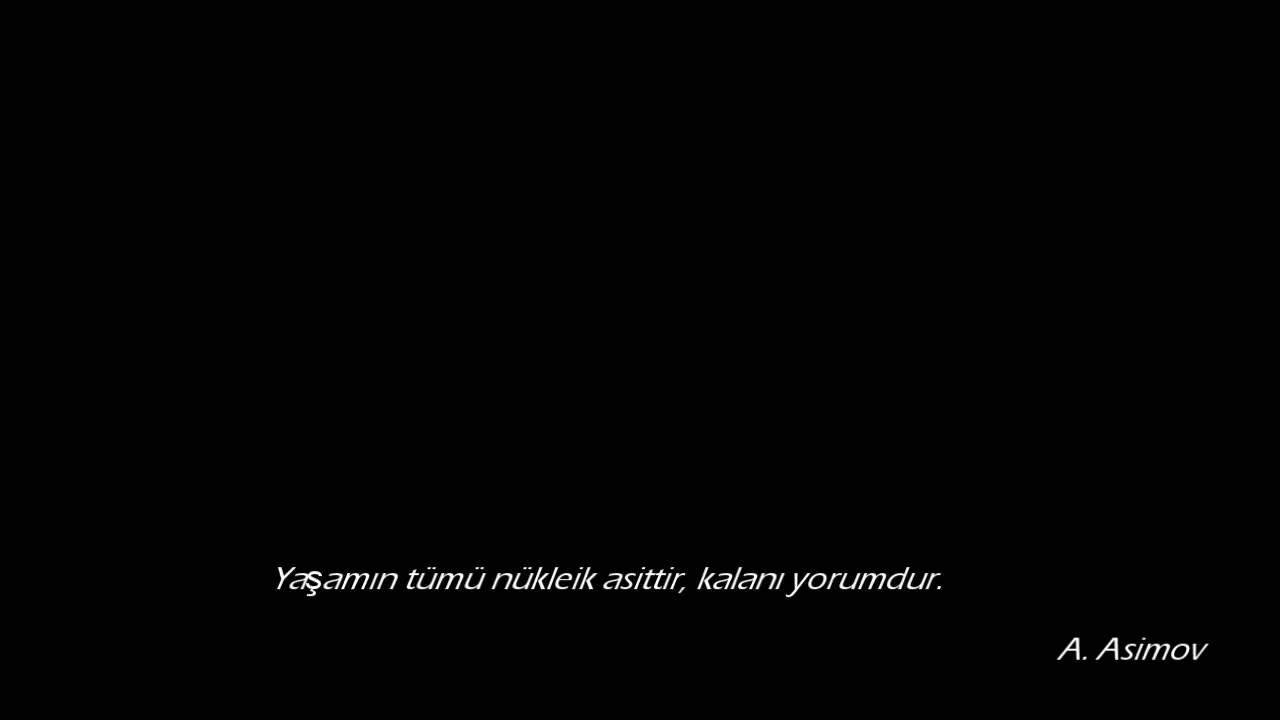 Yaşamın tümü nükleik asittir, kalanı yorumdur.
A. Asimov